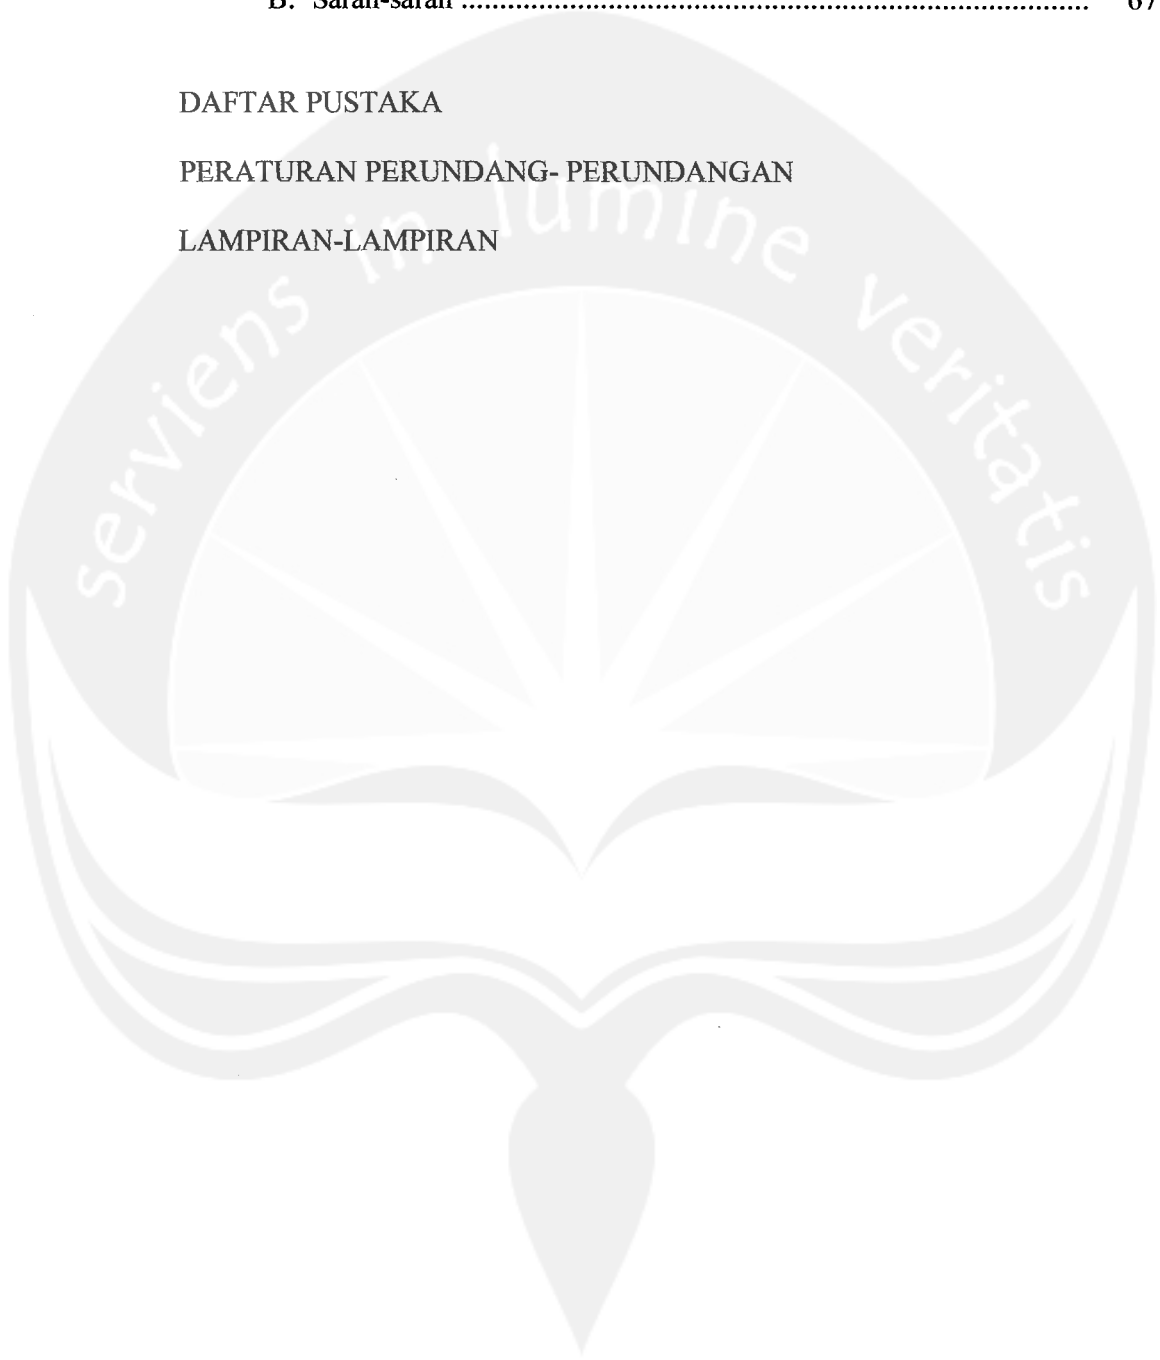 B. Saran-saran ........................................................................................ 67
DAFTAR PUSTAKA
PERATURAN PERUNDANG- PERUNDANGAN
LAMPIRAN-LAMPIRAN
serviens in lumine veritatis